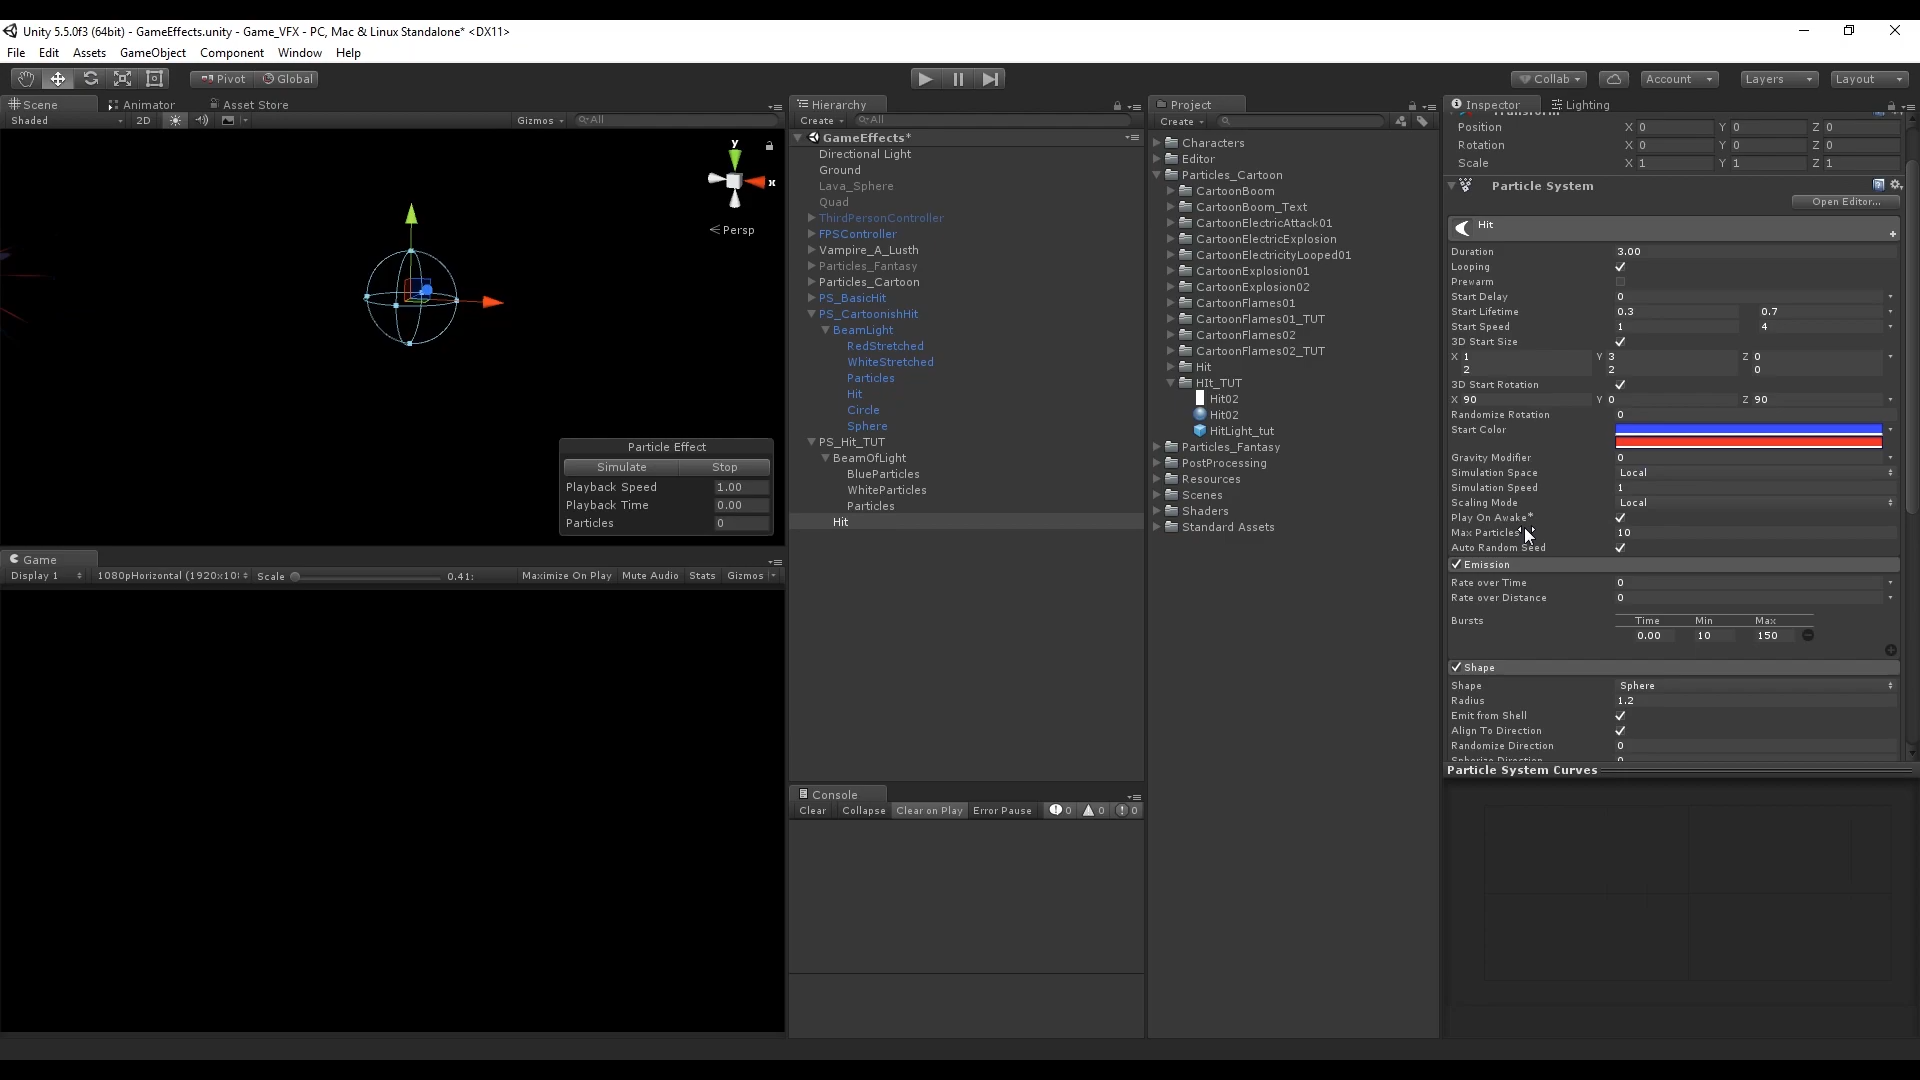 Unity 5.5.0f3 (64bit) - GameEffects.unity - Game_VFX - PC, Mac & Linux Standalone* <DX11>
File Edit Assets GameObject Component Window Help
Pivot Global Collab Account Layers Layout
Scene Animator Asset Store
Shaded 2D Gizmos All
y
x
Persp
Particle Effect
Simulate Stop
Playback Speed 1.00
Playback Time 0.00
Particles 0
Game
Display 1 1080pHorizontal (1920x10 Scale 0.41: Maximize On Play Mute Audio Stats Gizmos
Hierarchy
Create All
GameEffects*
Directional Light
Ground
Lava_Sphere
Quad
ThirdPersonController
FPSController
Vampire_A_Lusth
Particles_Fantasy
Particles_Cartoon
PS_BasicHit
PS_CartoonishHit
BeamLight
RedStretched
WhiteStretched
Particles
Hit
Circle
Sphere
PS_Hit_TUT
BeamOfLight
BlueParticles
WhiteParticles
Particles
Hit
Console
Clear Collapse Clear on Play Error Pause 0 0 0
Project
Create
Characters
Editor
Particles_Cartoon
CartoonBoom
CartoonBoom_Text
CartoonElectricAttack01
CartoonElectricExplosion
CartoonElectricityLooped01
CartoonExplosion01
CartoonExplosion02
CartoonFlames01
CartoonFlames01_TUT
CartoonFlames02
CartoonFlames02_TUT
Hit
HIt_TUT
Hit02
Hit02
HitLight_tut
Particles_Fantasy
PostProcessing
Resources
Scenes
Shaders
Standard Assets
Inspector Lighting
Transform
Position X 0 Y 0 Z 0
Rotation X 0 Y 0 Z 0
Scale X 1 Y 1 Z 1
Particle System
Open Editor...
Hit
Duration 3.00
Looping
Prewarm
Start Delay 0
Start Lifetime 0.3 0.7
Start Speed 1 4
3D Start Size
X 1 Y 3 Z 0
2 2 0
3D Start Rotation
X 90 Y 0 Z 90
Randomize Rotation 0
Start Color
Gravity Modifier 0
Simulation Space Local
Simulation Speed 1
Scaling Mode Local
Play On Awake*
Max Particles 10
Auto Random Seed
Emission
Rate over Time 0
Rate over Distance 0
Bursts Time Min Max
0.00 10 150
Shape
Shape Sphere
Radius 1.2
Emit from Shell
Align To Direction
Randomize Direction 0
Spherize Direction 0
Particle System Curves